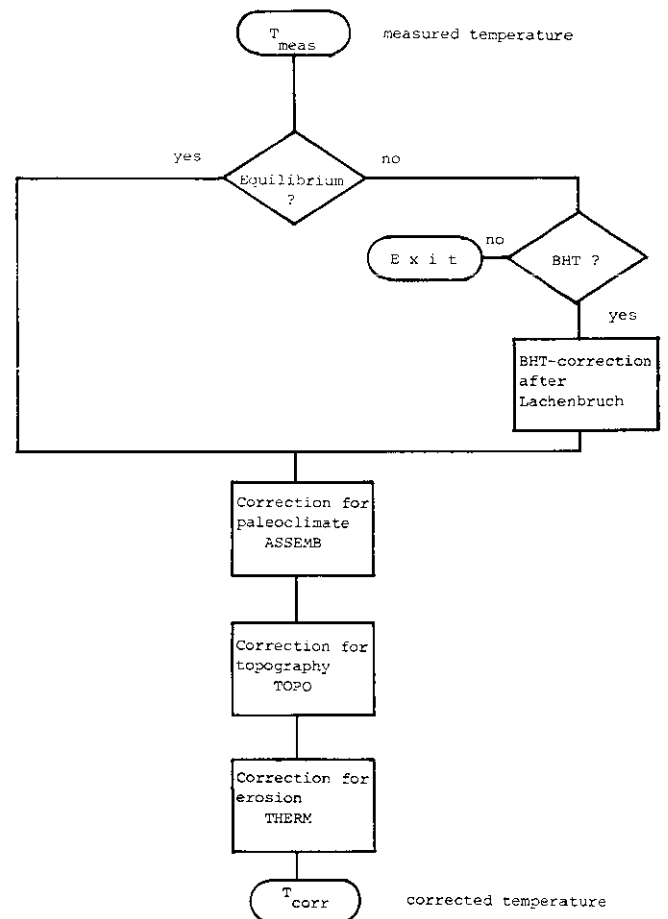 T meas measured temperature
yes
no
Equilibrium
?
no
E x i t
BHT ?
yes
BHT-correction
after
Lachenbruch
Correction for
paleoclimate
ASSEMB
Correction for
topography
TOPO
Correction for
erosion
THERM
T corr corrected temperature